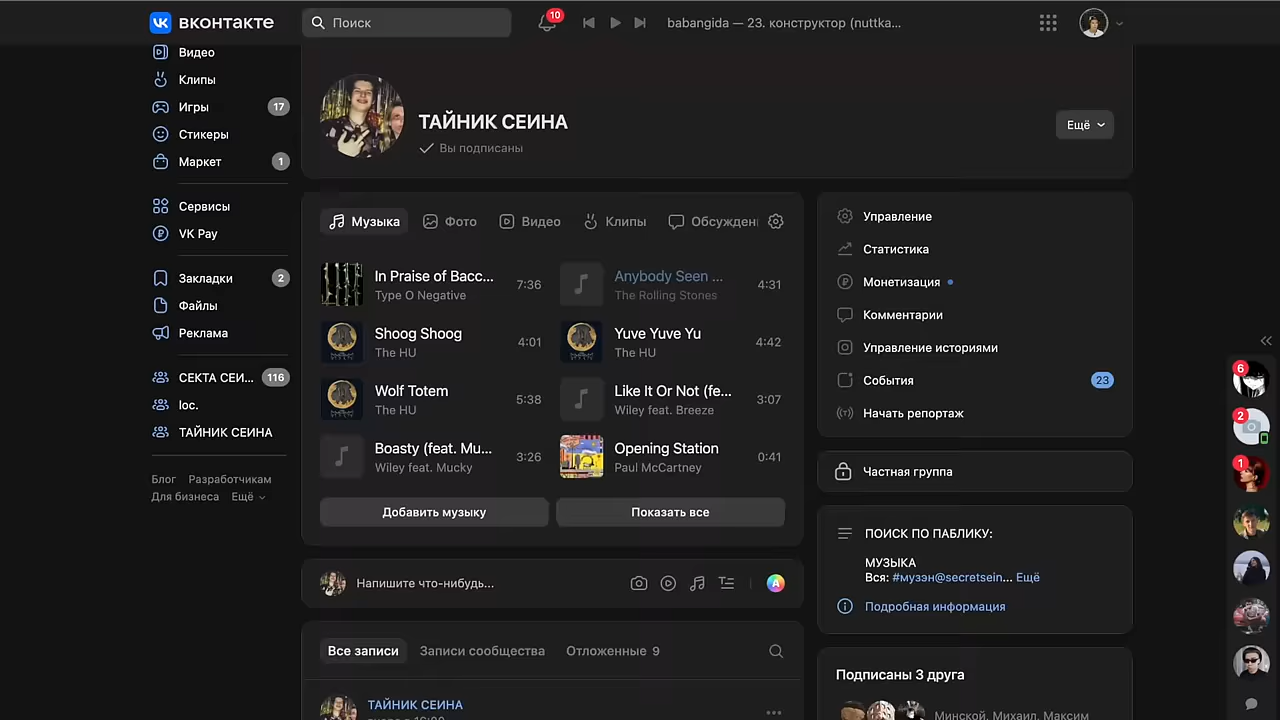 вконтакте
Поиск
10
babangida — 23. конструктор (nuttka...
Видео
Клипы
Игры
17
Стикеры
Маркет
1
Сервисы
VK Pay
Закладки
2
Файлы
Реклама
СЕКТА СЕИ...
116
loc.
ТАЙНИК СЕИНА
Блог Разработчикам
Для бизнеса Ещё
ТАЙНИК СЕИНА
Вы подписаны
Ещё
Музыка
Фото
Видео
Клипы
Обсужден
In Praise of Bacc...
Type O Negative
7:36
Anybody Seen ...
The Rolling Stones
4:31
Shoog Shoog
The HU
4:01
Yuve Yuve Yu
The HU
4:42
Wolf Totem
The HU
5:38
Like It Or Not (fe...
Wiley feat. Breeze
3:07
Boasty (feat. Mu...
Wiley feat. Mucky
3:26
Opening Station
Paul McCartney
0:41
Добавить музыку
Показать все
Напишите что-нибудь...
Все записи
Записи сообщества
Отложенные 9
ТАЙНИК СЕИНА
Управление
Статистика
Монетизация
Комментарии
Управление историями
События
23
Начать репортаж
Частная группа
ПОИСК ПО ПАБЛИКУ:
МУЗЫКА
Вся: #музэн@secretsein... Ещё
Подробная информация
Подписаны 3 друга
Минской, Михаил, Максим
6
2
1